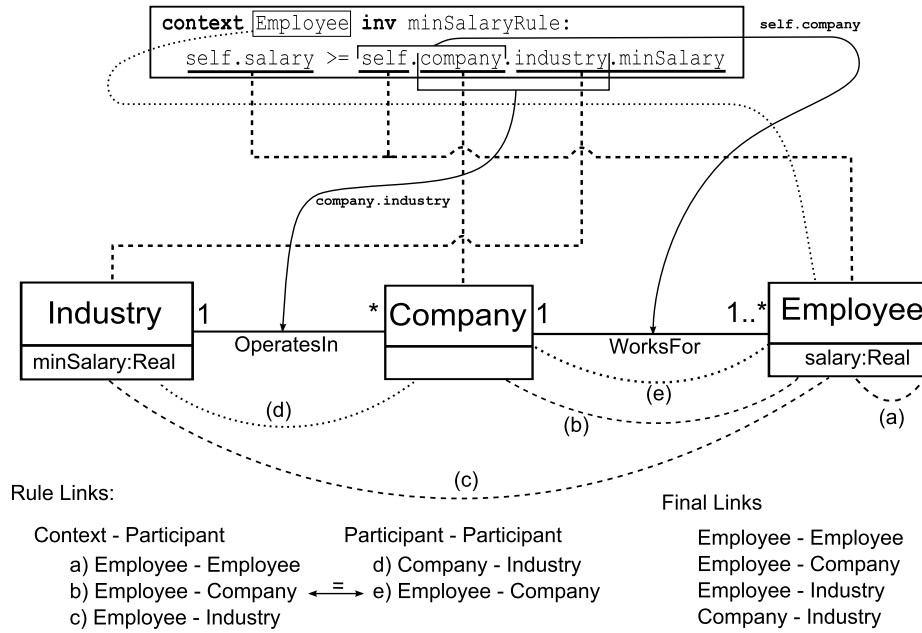 context Employee inv minSalaryRule:
self.company
self.salary >= self.company.industry.minSalary
company.industry
Industry 1 * Company 1 1..* Employee
OperatesIn WorksFor
minSalary:Real salary:Real
(d) (e) (b) (a)
(c)
Rule Links:
Final Links
Context - Participant Participant - Participant
Employee - Employee
a) Employee - Employee d) Company - Industry
Employee - Company
b) Employee - Company = e) Employee - Company
Employee - Industry
c) Employee - Industry
Company - Industry